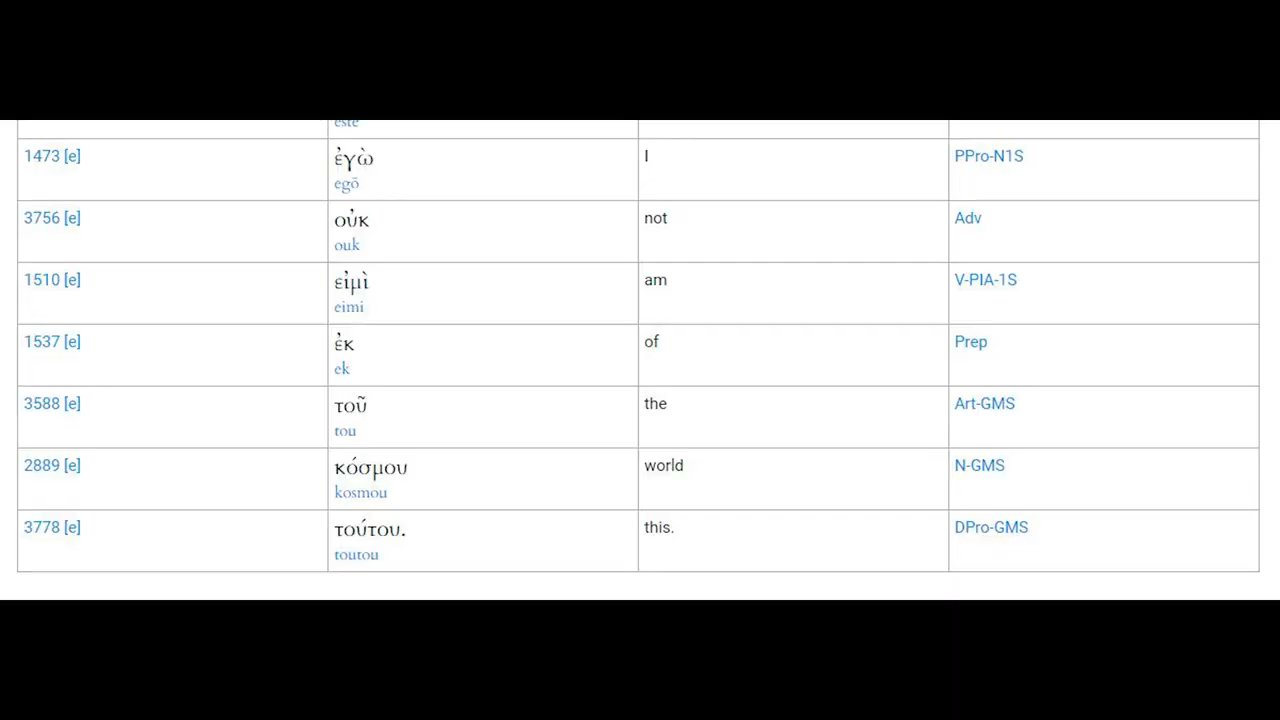 este
1473 [e] ἐγὼ I PPro-N1S
egō
3756 [e] οὐκ not Adv
ouk
1510 [e] εἰμὶ am V-PIA-1S
eimi
1537 [e] ἐκ of Prep
ek
3588 [e] τοῦ the Art-GMS
tou
2889 [e] κόσμου world N-GMS
kosmou
3778 [e] τούτου. this. DPro-GMS
toutou